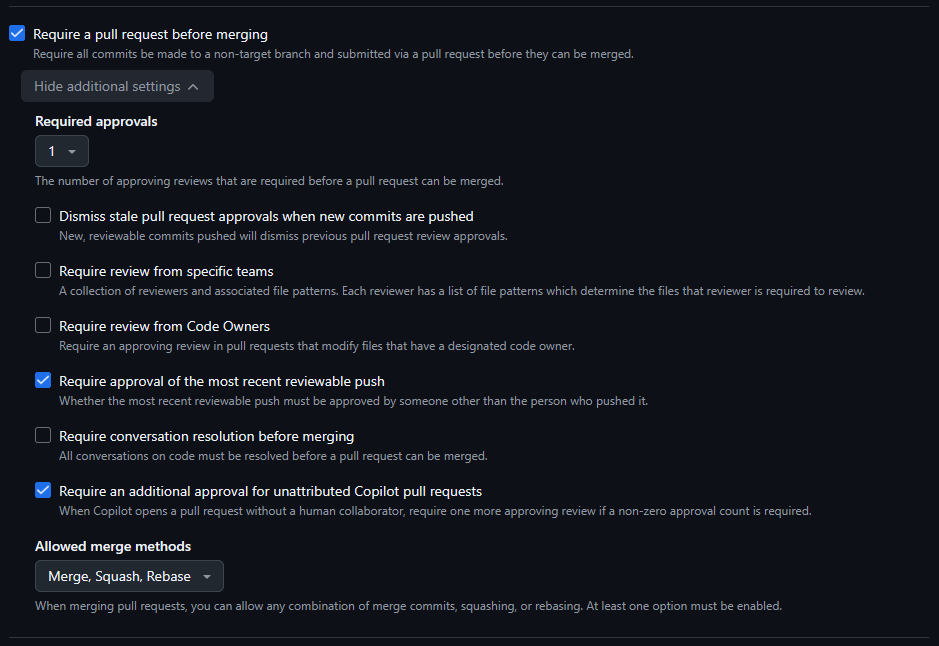 Require a pull request before merging
Require all commits be made to a non-target branch and submitted via a pull request before they can be merged.
Hide additional settings
Required approvals
1
The number of approving reviews that are required before a pull request can be merged.
Dismiss stale pull request approvals when new commits are pushed
New, reviewable commits pushed will dismiss previous pull request review approvals.
Require review from specific teams
A collection of reviewers and associated file patterns. Each reviewer has a list of file patterns which determine the files that reviewer is required to review.
Require review from Code Owners
Require an approving review in pull requests that modify files that have a designated code owner.
Require approval of the most recent reviewable push
Whether the most recent reviewable push must be approved by someone other than the person who pushed it.
Require conversation resolution before merging
All conversations on code must be resolved before a pull request can be merged.
Require an additional approval for unattributed Copilot pull requests
When Copilot opens a pull request without a human collaborator, require one more approving review if a non-zero approval count is required.
Allowed merge methods
Merge, Squash, Rebase
When merging pull requests, you can allow any combination of merge commits, squashing, or rebasing. At least one option must be enabled.